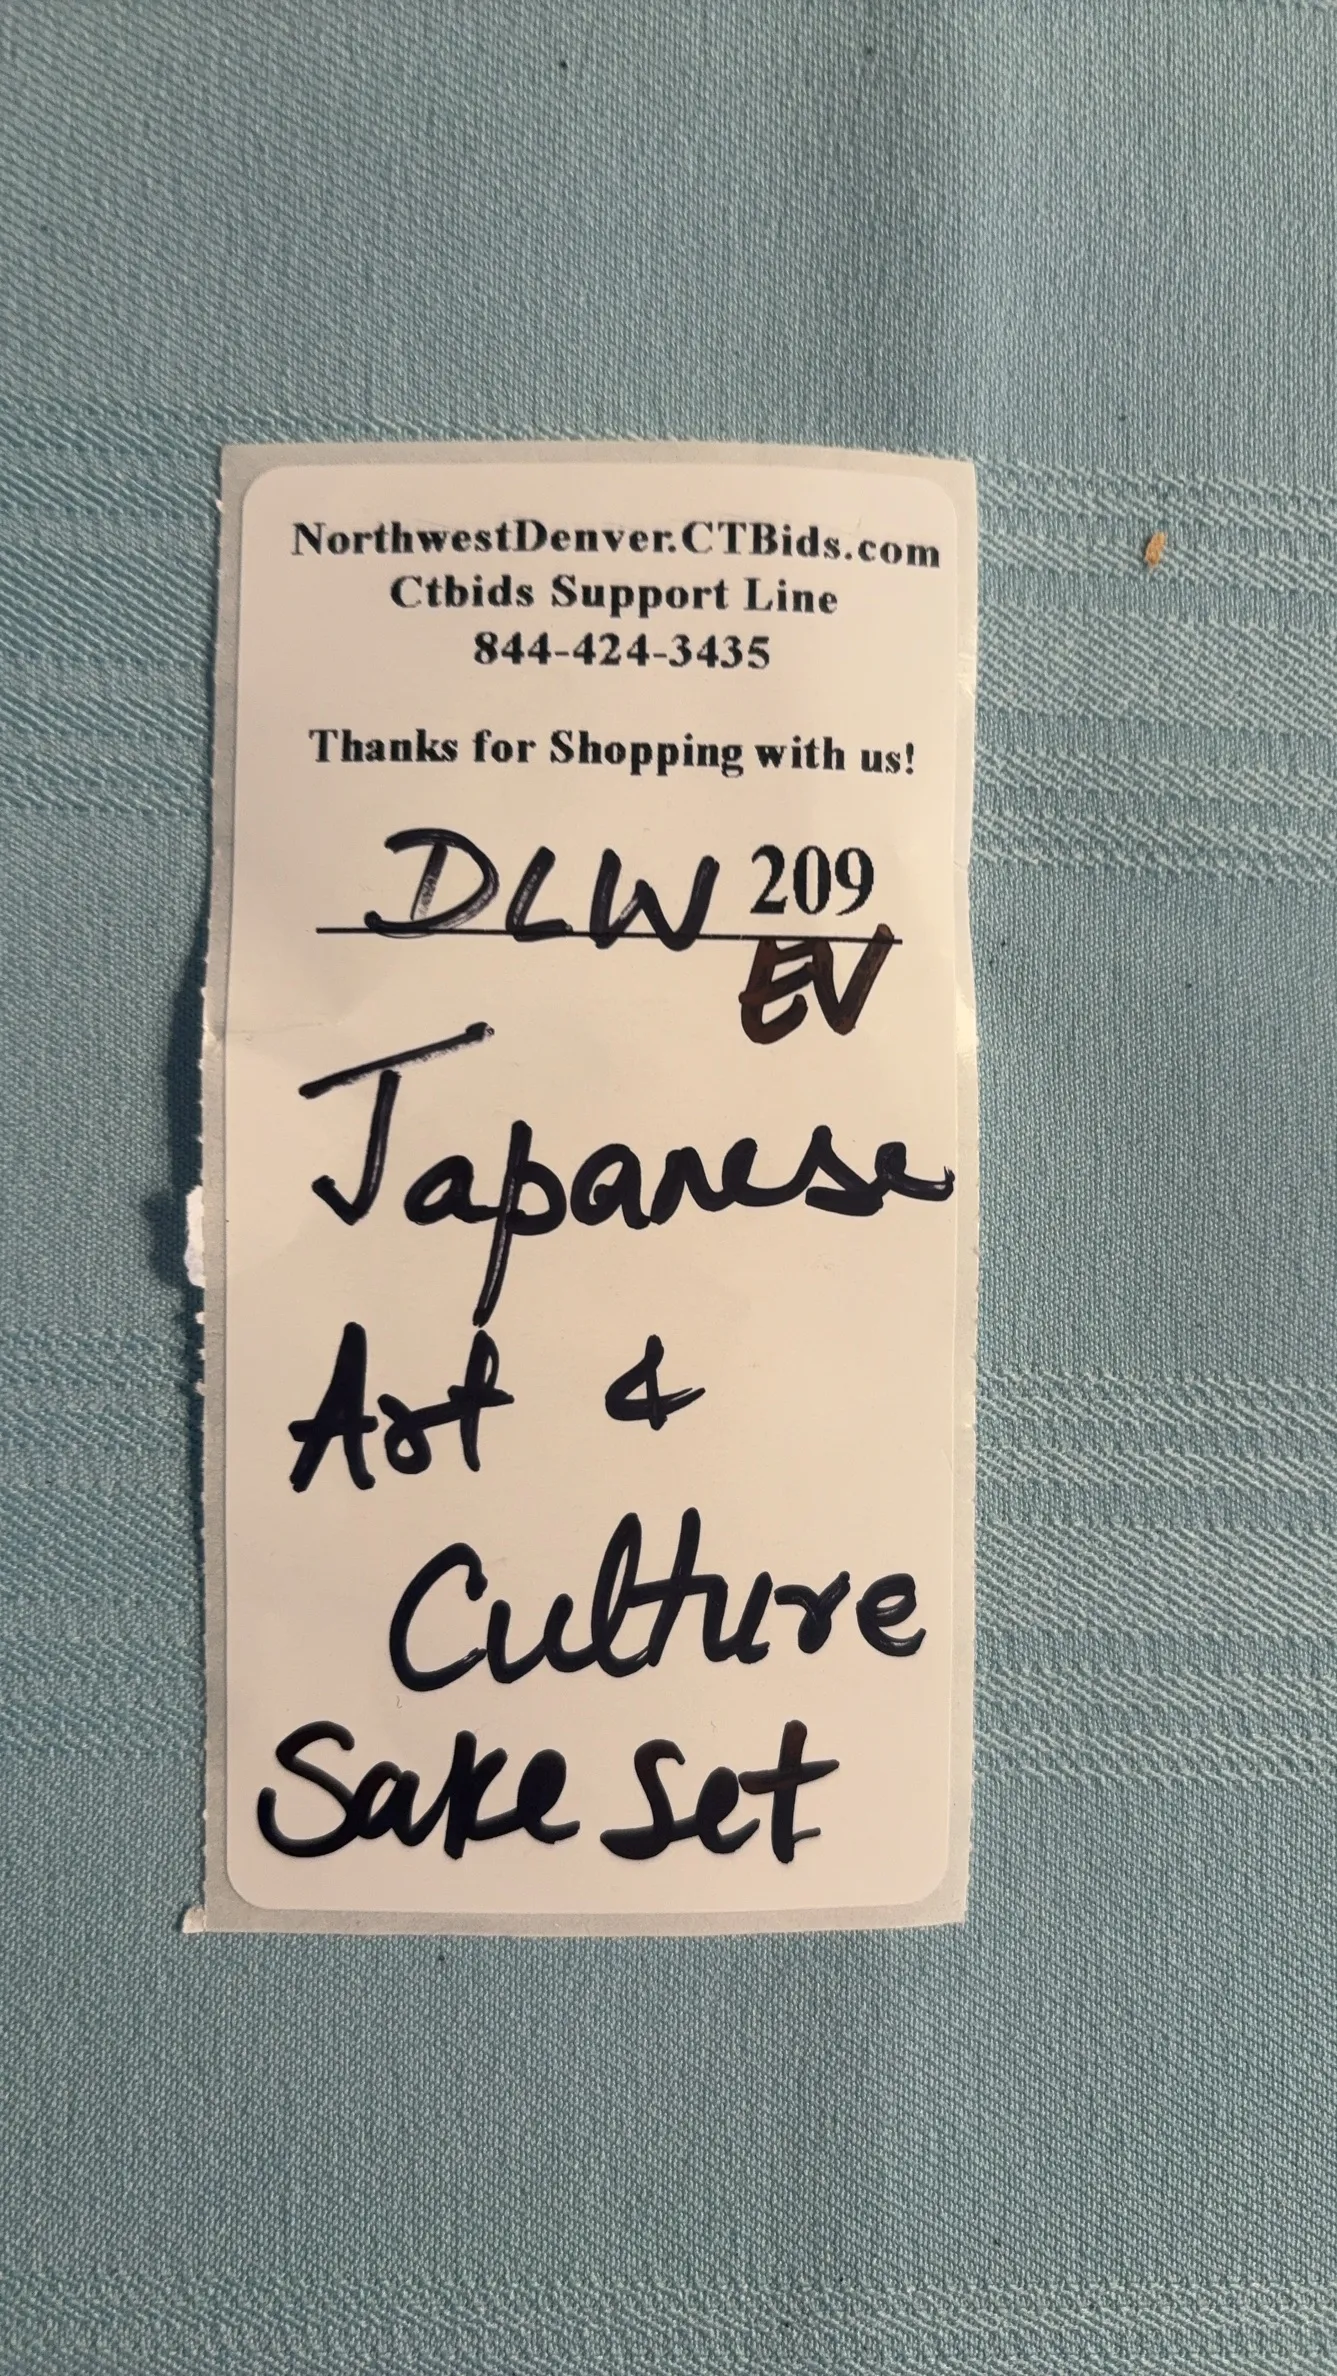 NorthwestDenver.CTBids.com
Ctbids Support Line
844-424-3435
Thanks for Shopping with us!
DLW 209
EV
Japanese
Art &
Culture
Sake Set